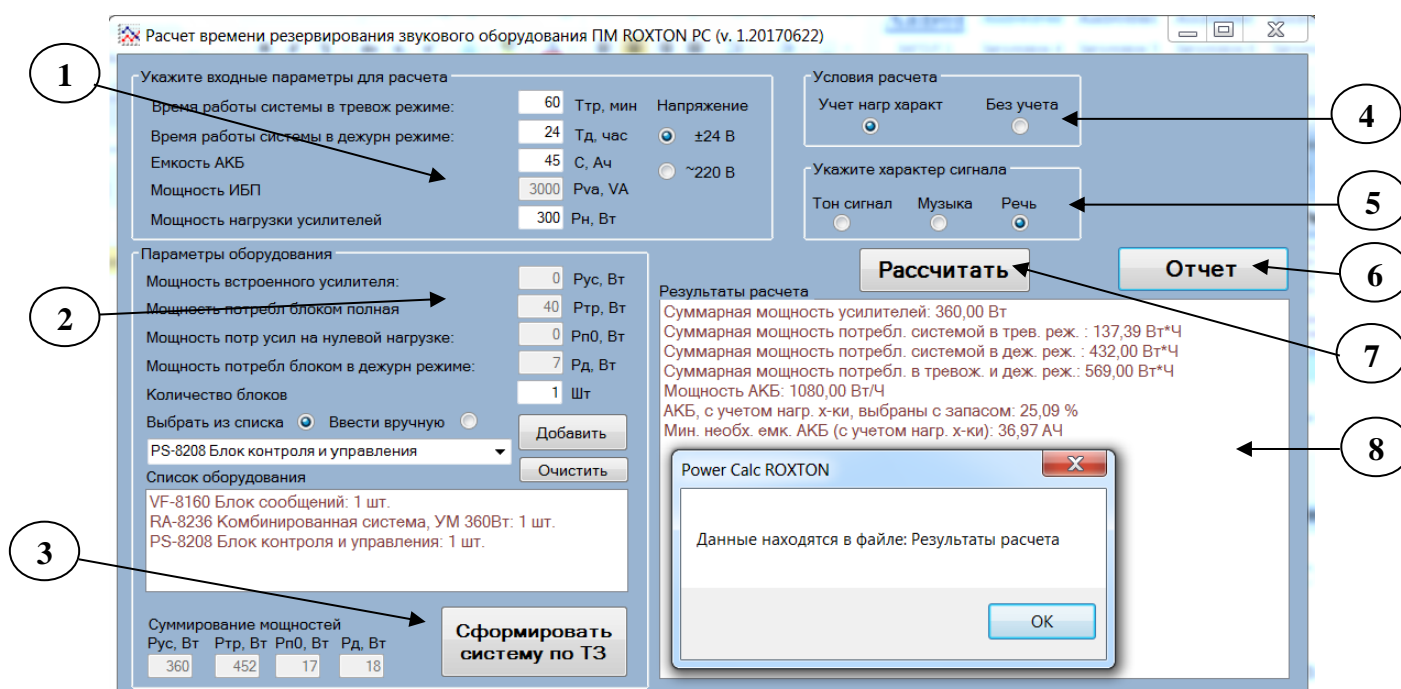 Расчет времени резервирования звукового оборудования ПМ ROXTON PC (v. 1.20170622)
1
Укажите входные параметры для расчета
Время работы системы в тревож режиме: 60 Tтр, мин
Время работы системы в дежурн режиме: 24 Tд, час
Емкость АКБ 45 С, Ач
Мощность ИБП 3000 Pva, VA
Мощность нагрузки усилителей 300 Рн, Вт
Напряжение
±24 В
~220 В
Условия расчета
Учет нагр характ Без учета
4
Укажите характер сигнала
Тон сигнал Музыка Речь
5
Рассчитать
Отчет
6
7
2
Параметры оборудования
Мощность встроенного усилителя: 0 Рус, Вт
Мощность потребл блоком полная 40 Ртр, Вт
Мощность потр усил на нулевой нагрузке: 0 Рп0, Вт
Мощность потребл блоком в дежурн режиме: 7 Рд, Вт
Количество блоков 1 Шт
Выбрать из списка Ввести вручную
Добавить
PS-8208 Блок контроля и управления
Очистить
Список оборудования
VF-8160 Блок сообщений: 1 шт.
RA-8236 Комбинированная система, УМ 360Вт: 1 шт.
PS-8208 Блок контроля и управления: 1 шт.
3
Суммирование мощностей
Рус, Вт Ртр, Вт Рп0, Вт Рд, Вт
360 452 17 18
Сформировать
систему по ТЗ
Результаты расчета
Суммарная мощность усилителей: 360,00 Вт
Суммарная мощность потребл. системой в трев. реж. : 137,39 Вт*Ч
Суммарная мощность потребл. системой в деж. реж. : 432,00 Вт*Ч
Суммарная мощность потребл. в тревож. и деж. реж.: 569,00 Вт*Ч
Мощность АКБ: 1080,00 Вт/Ч
АКБ, с учетом нагр. х-ки, выбраны с запасом: 25,09 %
Мин. необх. емк. АКБ (с учетом нагр. х-ки): 36,97 АЧ
8
Power Calc ROXTON
Данные находятся в файле: Результаты расчета
OK